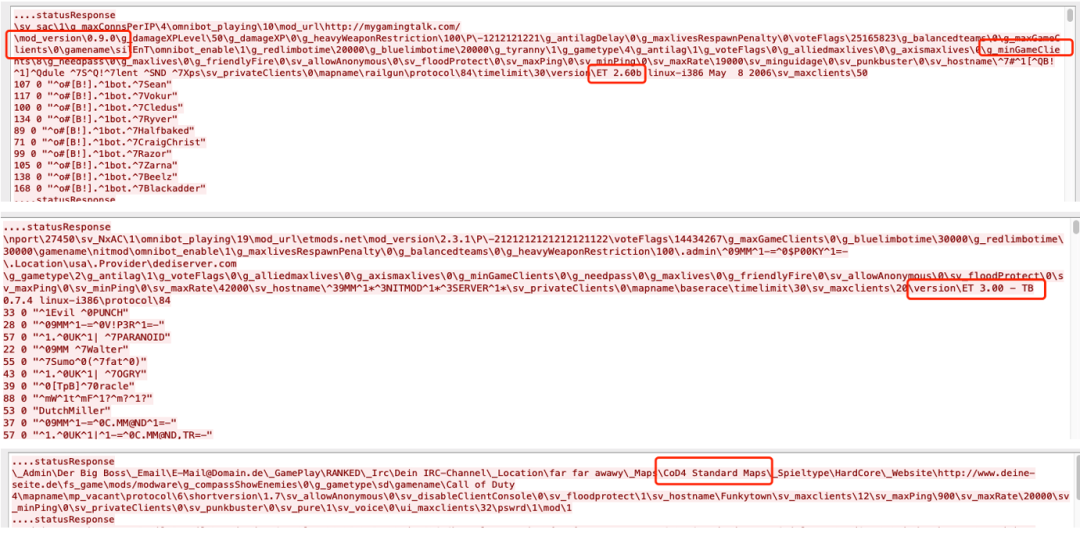 ....statusResponse
\sv_sac\1\g_maxConnsPerIP\4\omnibot_playing\10\mod_url\http://mygamingtalk.com/
\mod_version\0.9.0\g_damageXPLevel\50\g_damageXP\0\g_heavyWeaponRestriction\100\P\-1212121221\g_antilagDelay\0\g_maxlivesRespawnPenalty\0\voteFlags\25165823\g_balancedteams\0\g_maxGameC
lients\0\gamename\silEnT\omnibot_enable\1\g_redlimbotime\20000\g_bluelimbotime\20000\g_tyranny\1\g_gametype\4\g_antilag\1\g_voteFlags\0\g_alliedmaxlives\0\g_axismaxlives\0\g_minGameClie
nts\8\g_needpass\0\g_maxlives\0\g_friendlyFire\0\sv_allowAnonymous\0\sv_floodProtect\0\sv_maxPing\0\sv_minPing\0\sv_maxRate\19000\sv_minguidage\0\sv_punkbuster\0\sv_hostname\^7#^1[^QB!
^1]^Qdule ^7S^Q!^7lent ^SND ^7Xps\sv_privateClients\0\mapname\railgun\protocol\84\timelimit\30\version\ET 2.60b linux-i386 May  8 2006\sv_maxclients\50
107 0 "^o#[B!].^1bot.^7Sean"
117 0 "^o#[B!].^1bot.^7Vokur"
100 0 "^o#[B!].^1bot.^7Cledus"
134 0 "^o#[B!].^1bot.^7Ryver"
89 0 "^o#[B!].^1bot.^7Halfbaked"
71 0 "^o#[B!].^1bot.^7CraigChrist"
99 0 "^o#[B!].^1bot.^7Razor"
105 0 "^o#[B!].^1bot.^7Zarna"
138 0 "^o#[B!].^1bot.^7Beelz"
168 0 "^o#[B!].^1bot.^7Blackadder"
....statusResponse
....statusResponse
\nport\27450\sv_NxAC\1\omnibot_playing\19\mod_url\etmods.net\mod_version\2.3.1\P\-2121212121212121122\voteFlags\14434267\g_maxGameClients\0\g_bluelimbotime\30000\g_redlimbotime\
30000\gamename\nitmod\omnibot_enable\1\g_maxlivesRespawnPenalty\0\g_balancedteams\0\g_heavyWeaponRestriction\100\.admin\^09MM^1-=^0$P00KY^1=-
\.Location\usa\.Provider\dediserver.com
\g_gametype\2\g_antilag\1\g_voteFlags\0\g_alliedmaxlives\0\g_axismaxlives\0\g_minGameClients\0\g_needpass\0\g_maxlives\0\g_friendlyFire\0\sv_allowAnonymous\0\sv_floodProtect\0\s
v_maxPing\0\sv_minPing\0\sv_maxRate\42000\sv_hostname\^39MM^1*^3NITMOD^1*^3SERVER^1*\sv_privateClients\0\mapname\baserace\timelimit\30\sv_maxclients\20\version\ET 3.00 - TB
0.7.4 linux-i386\protocol\84
33 0 "^1Evil ^0PUNCH"
28 0 "^09MM^1-=^0V!P3R^1=-"
57 0 "^1.^0UK^1| ^7PARANOID"
22 0 "^09MM ^7Walter"
55 0 "^7Sumo^0(^7fat^0)"
43 0 "^1.^0UK^1| ^7OGRY"
39 0 "^0[TpB]^70racle"
88 0 "^mW^1t^mF^1?^m?^1?"
53 0 "DutchMiller"
37 0 "^09MM^1-=^0C.MM@ND^1=-"
57 0 "^1.^0UK^1|^1-=^0C.MM@ND,TR=-"
....statusResponse
\_Admin\Der Big Boss\_Email\E-Mail@Domain.de\_GamePlay\RANKED\_Irc\Dein IRC-Channel\_Location\far far awawy\_Maps\CoD4 Standard Maps\_Spieltype\HardCore\_Website\http://www.deine-
seite.de\fs_game\mods/modware\g_compassShowEnemies\0\g_gametype\sd\gamename\Call of Duty
4\mapname\mp_vacant\protocol\6\shortversion\1.7\sv_allowAnonymous\0\sv_disableClientConsole\0\sv_floodprotect\1\sv_hostname\Funkytown\sv_maxclients\12\sv_maxPing\900\sv_maxRate\20000\sv
_minPing\0\sv_privateClients\0\sv_punkbuster\0\sv_pure\1\sv_voice\0\ui_maxclients\32\pswrd\1\mod\1
....statusResponse